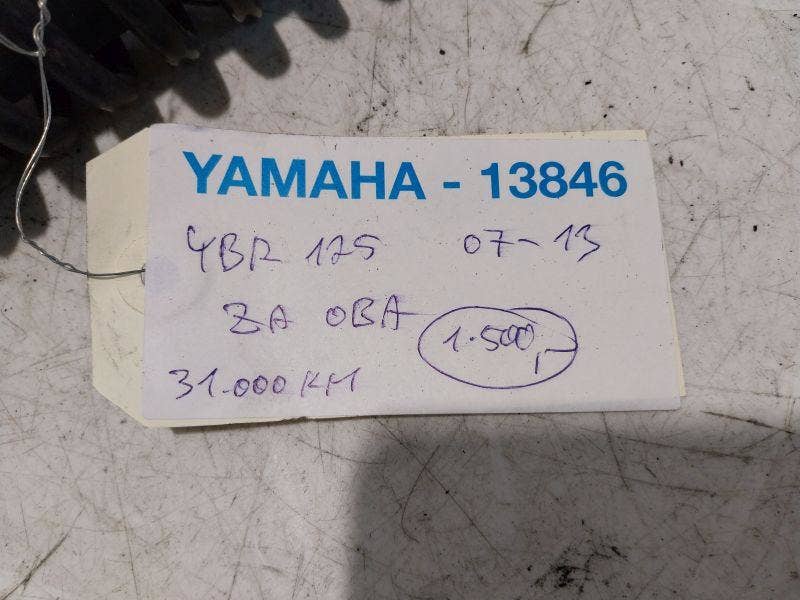 YAMAHA - 13846
YBR 125 07-13
ZA OBA 1.500,-
31.000 KM